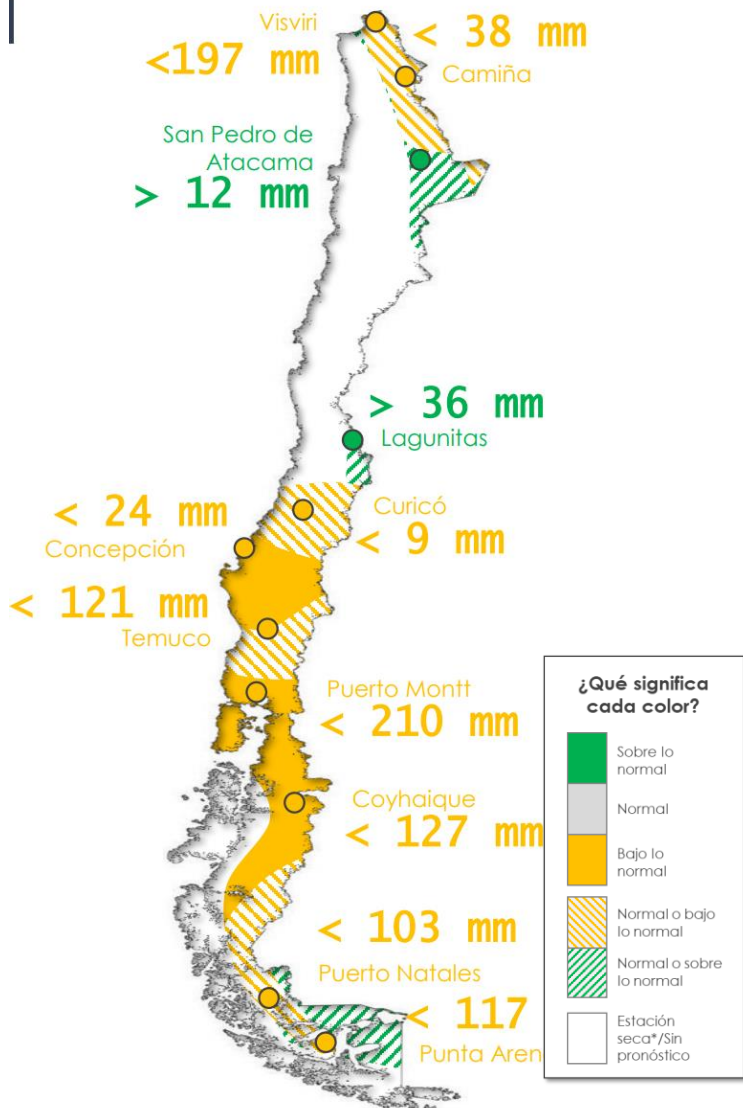 Visviri
< 38 mm
<197 mm
Camiña
San Pedro de
Atacama
> 12 mm
> 36 mm
Lagunitas
< 24 mm
Concepción
Curicó
< 9 mm
< 121 mm
Temuco
Puerto Montt
< 210 mm
Coyhaique
< 127 mm
< 103 mm
Puerto Natales
< 117
Punta Aren
¿Qué significa
cada color?
Sobre lo
normal
Normal
Bajo lo
normal
Normal o bajo
lo normal
Normal o sobre
lo normal
Estación
seca*/Sin
pronóstico